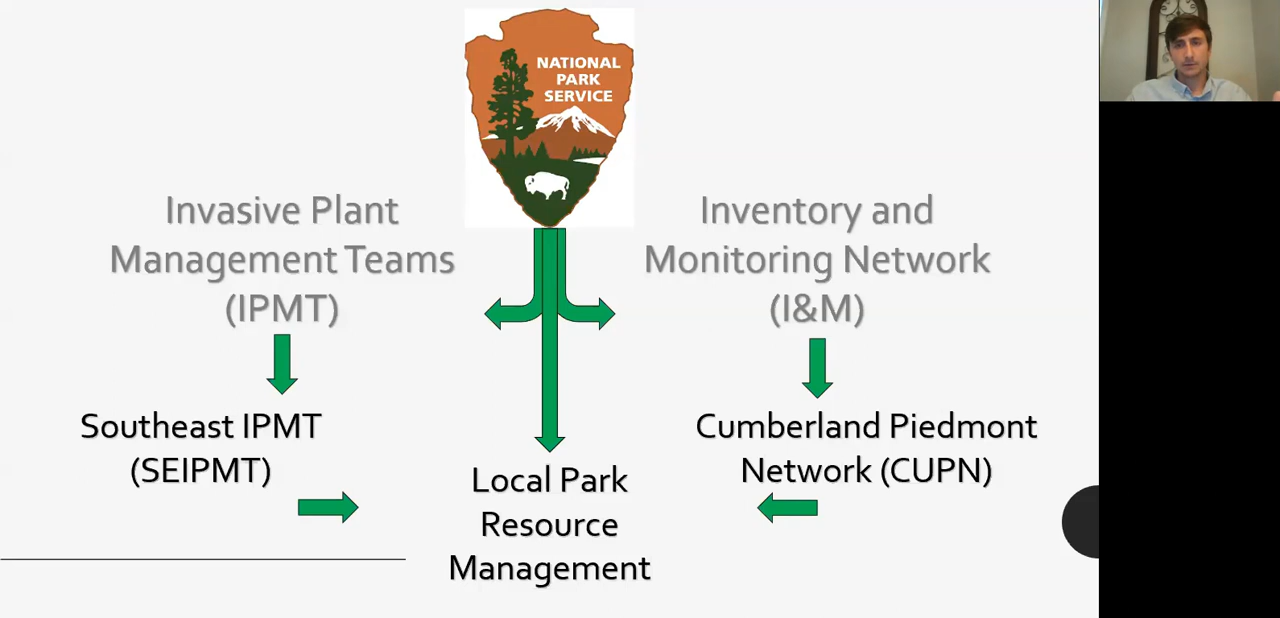 NATIONAL
PARK
SERVICE
Invasive Plant
Management Teams
(IPMT)
Inventory and
Monitoring Network
(I&M)
Southeast IPMT
(SEIPMT)
Cumberland Piedmont
Network (CUPN)
Local Park
Resource
Management